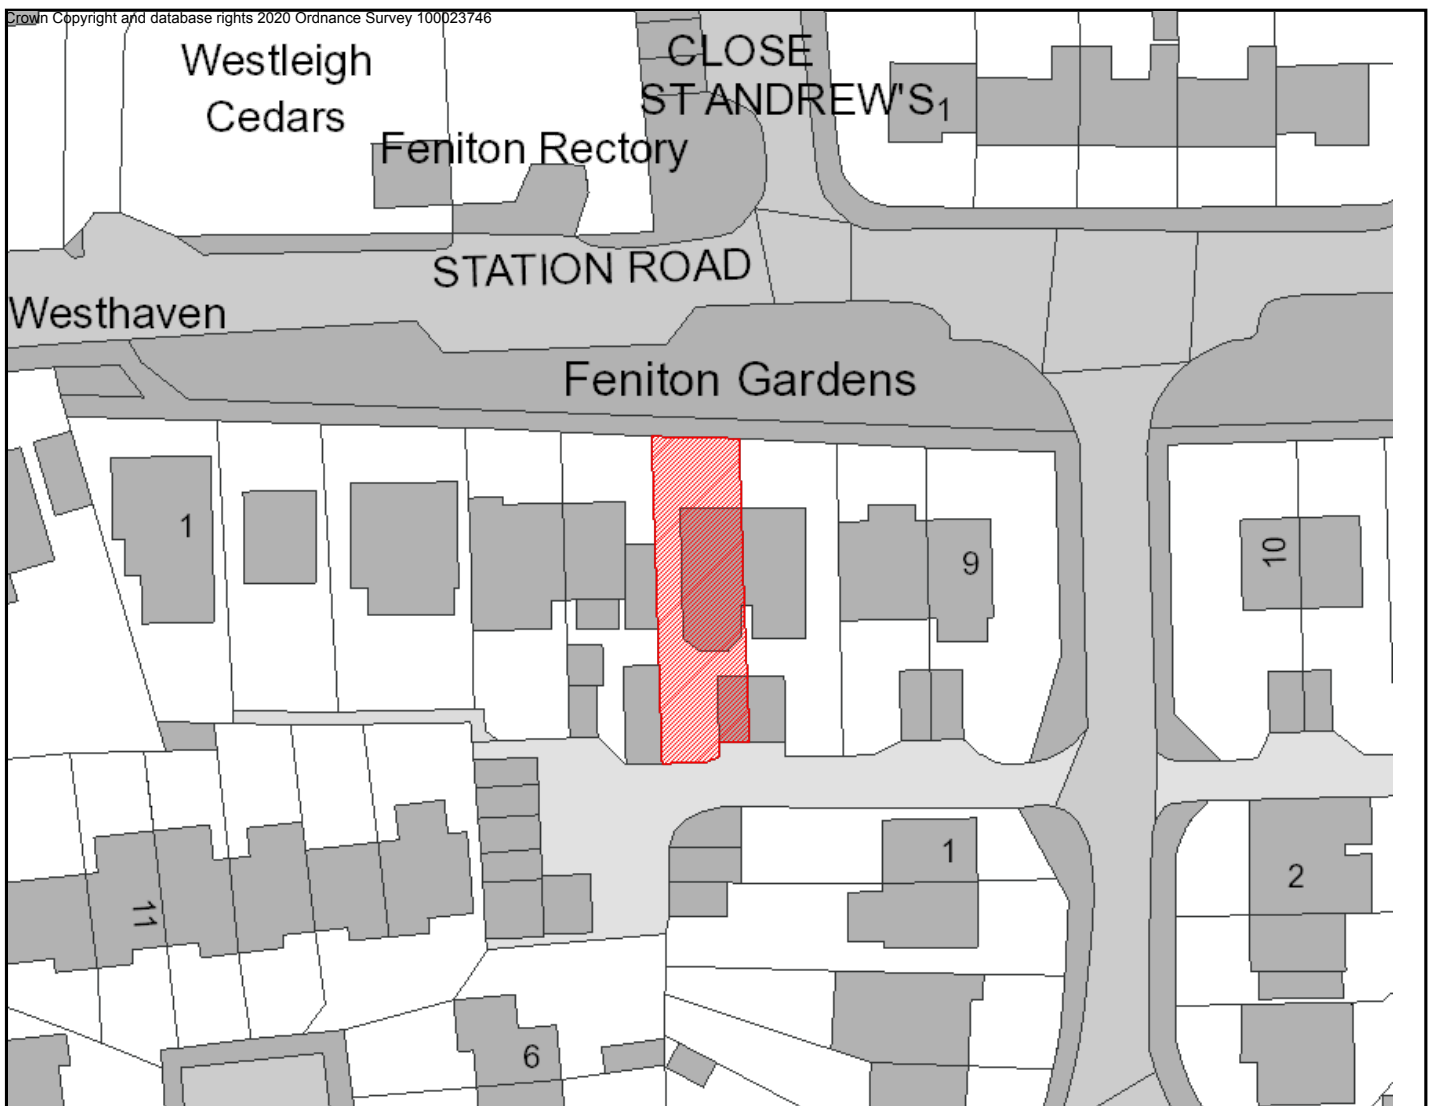 Crown Copyright and database rights 2020 Ordnance Survey 100023746
Westleigh
Cedars
Feniton Rectory
CLOSE
ST ANDREW'S
1
STATION ROAD
Westhaven
Feniton Gardens
1
9
10
11
1
2
6